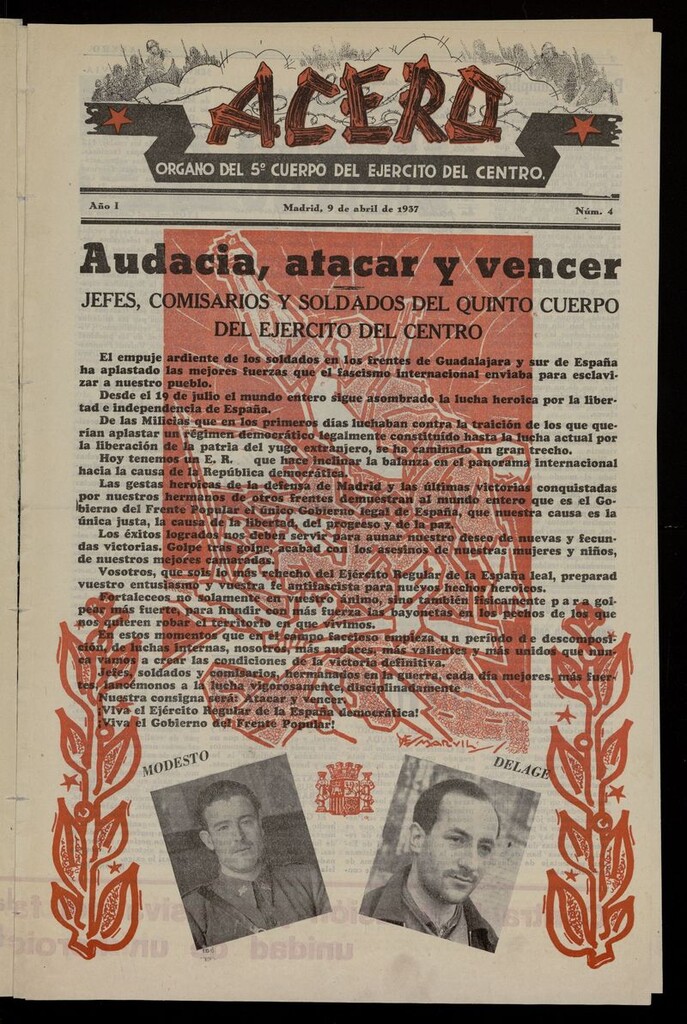 ACERO
ORGANO DEL 5º CUERPO DEL EJERCITO DEL CENTRO.
Año I
Madrid, 9 de abril de 1937
Núm. 4
Audacia, atacar y vencer
JEFES, COMISARIOS Y SOLDADOS DEL QUINTO CUERPO
DEL EJERCITO DEL CENTRO
El empuje ardiente de los soldados en los frentes de Guadalajara y sur de España
ha aplastado las mejores fuerzas que el fascismo internacional enviaba para esclavi-
zar a nuestro pueblo.
Desde el 19 de julio el mundo entero sigue asombrado la lucha heroica por la liber-
tad e independencia de España.
De las Milicias que en los primeros días luchaban contra la traición de los que que-
rían aplastar un régimen democrático legalmente constituído hasta la lucha actual por
la liberación de la patria del yugo extranjero, se ha caminado un gran trecho.
Hoy tenemos un E. R. que hace inclinar la balanza en el panorama internacional
hacia la causa de la República democrática.
Las gestas heroicas de la defensa de Madrid y las últimas victorias conquistadas
por nuestros hermanos de otros frentes demuestran al mundo entero que es el Go-
bierno del Frente Popular el único Gobierno legal de España, que nuestra causa es la
única justa, la causa de la libertad, del progreso y de la paz.
Los éxitos logrados nos deben servir para aunar nuestro deseo de nuevas y fecun-
das victorias. Golpe tras golpe, acabad con los asesinos de nuestras mujeres y niños,
de nuestros mejores camaradas.
Vosotros, que sois lo más rehecho del Ejército Regular de la España leal, preparad
vuestro entusiasmo y vuestra fe antifascista para nuevos hechos heroicos.
Fortaleceos no solamente en vuestro ánimo, sino también físicamente para gol-
pear más fuerte, para hundir con más fuerza las bayonetas en los pechos de los que
nos quieren robar el territorio en que vivimos.
En estos momentos que en el campo faccioso empieza un período de descomposi-
ción de luchas internas, nosotros más audaces, más valientes y más unidos que nun-
ca vamos a crear las condiciones de la victoria definitiva.
Jefes, soldados y comisarios, hermanados en la guerra, cada día mejores, más fuer-
tes, lancémonos a la lucha vigorosamente, disciplinadamente
Nuestra consigna será: Atacar y vencer.
¡Viva el Ejército Regular de la España democrática!
¡Viva el Gobierno del Frente Popular!
MODESTO
DELAGE